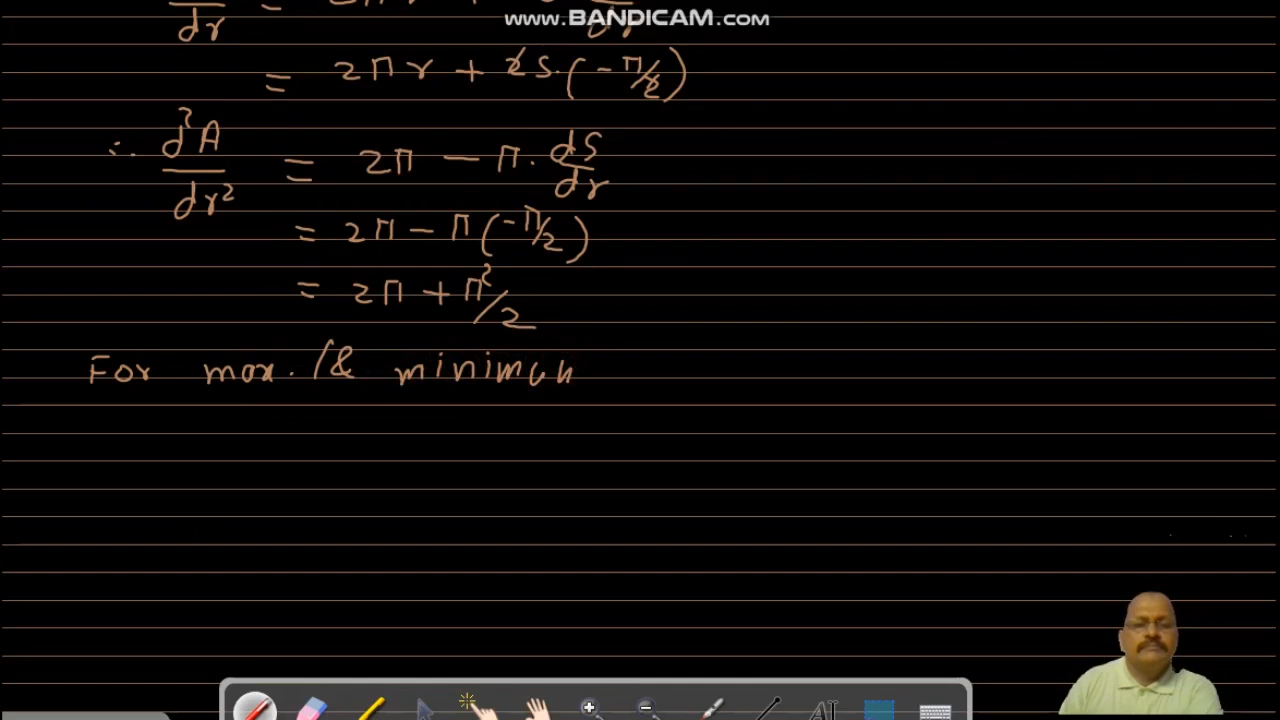 www.BANDICAM.com
dr
= 2πr + 2s.(-π/2)
∴ d²A/dr² = 2π - π. dS/dr
= 2π - π(-π/2)
= 2π + π²/2
For max. /& minimum